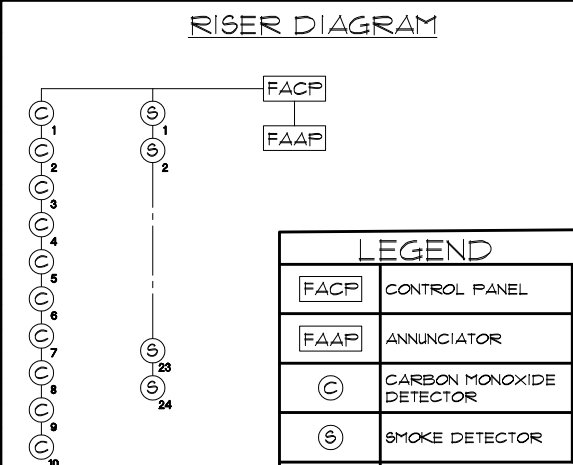 RISER DIAGRAM
FACP
C 1
S 1
FAAP
C 2
S 2
C 3
C 4
C 5
C 6
C 7
S 23
C 8
S 24
C 9
C 10
LEGEND
FACP CONTROL PANEL
FAAP ANNUNCIATOR
C CARBON MONOXIDE
DETECTOR
S SMOKE DETECTOR